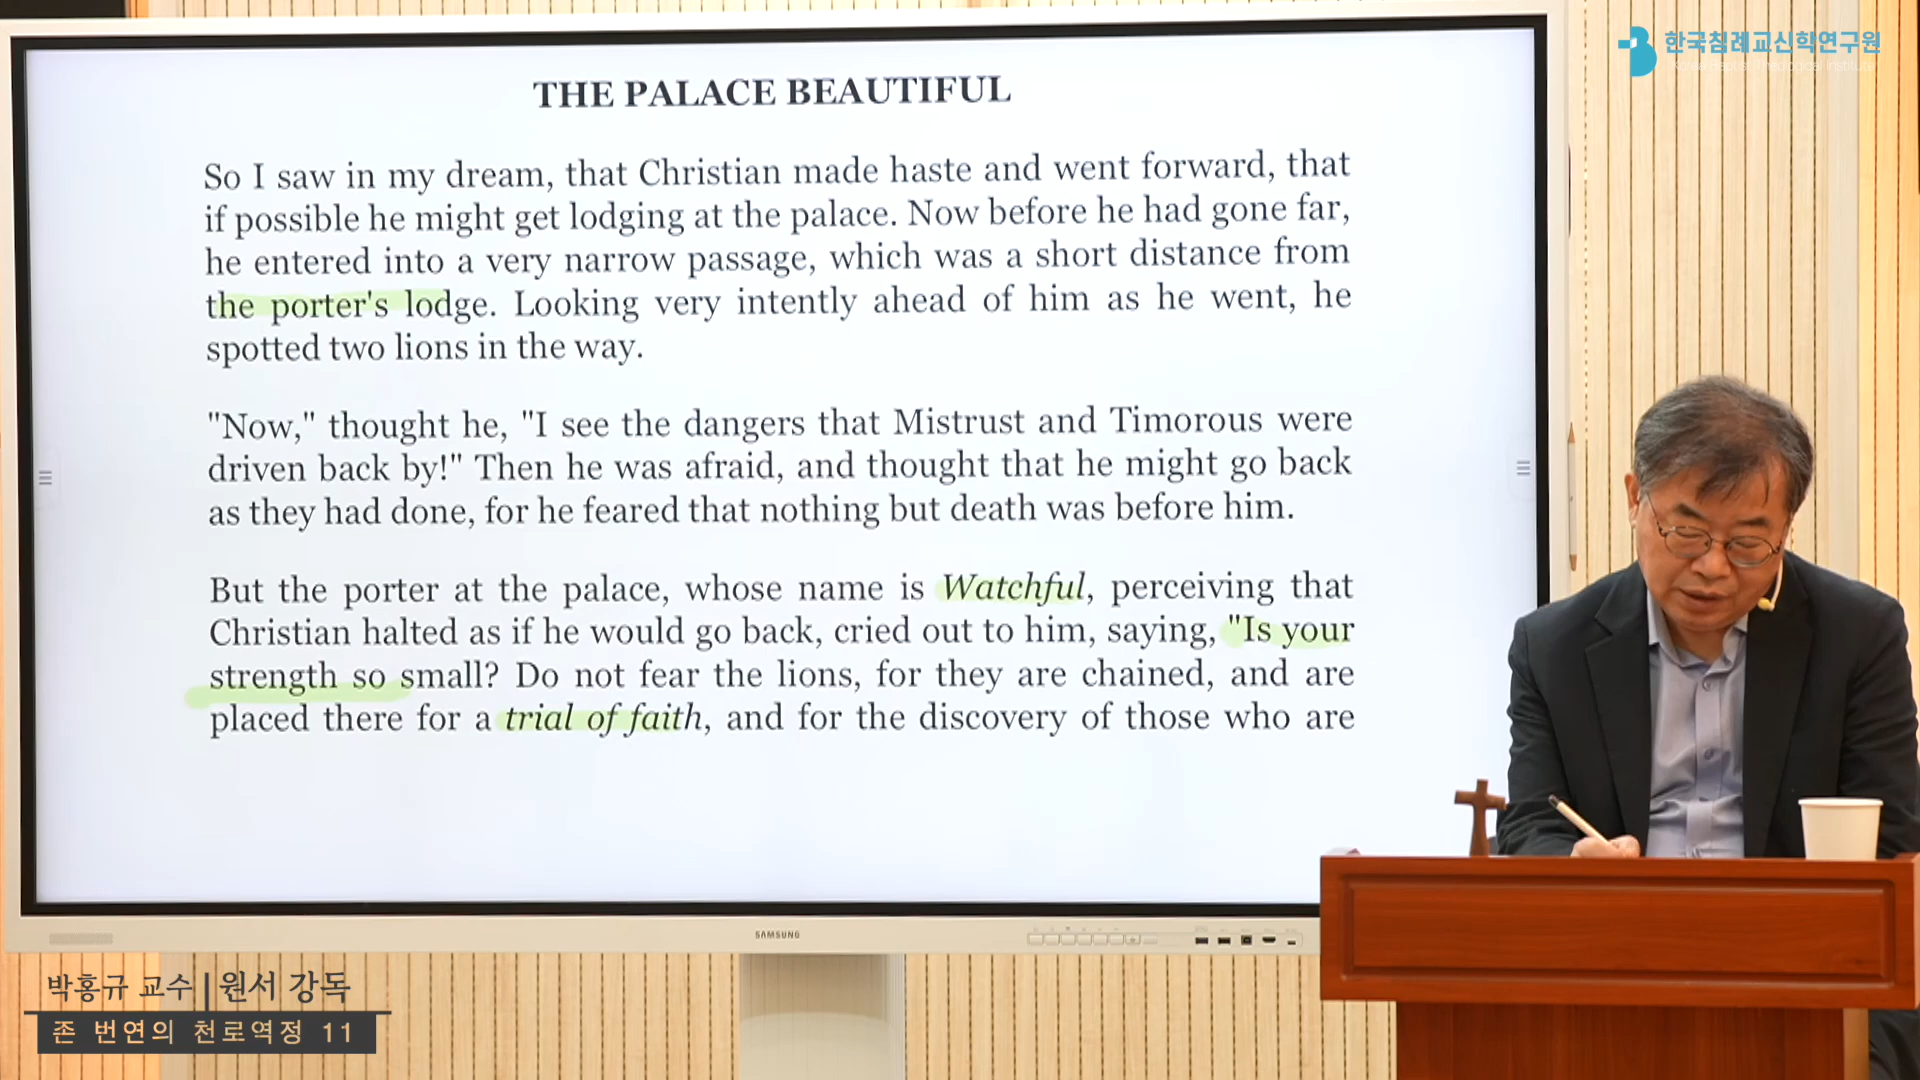 THE PALACE BEAUTIFUL
So I saw in my dream, that Christian made haste and went forward, that
if possible he might get lodging at the palace. Now before he had gone far,
he entered into a very narrow passage, which was a short distance from
the porter's lodge. Looking very intently ahead of him as he went, he
spotted two lions in the way.
"Now," thought he, "I see the dangers that Mistrust and Timorous were
driven back by!" Then he was afraid, and thought that he might go back
as they had done, for he feared that nothing but death was before him.
But the porter at the palace, whose name is Watchful, perceiving that
Christian halted as if he would go back, cried out to him, saying, "Is your
strength so small? Do not fear the lions, for they are chained, and are
placed there for a trial of faith, and for the discovery of those who are
SAMSUNG
한국침례교신학연구원
Korea Baptist Theological Institute
박홍규 교수 | 원서 강독
존 번연의 천로역정 11